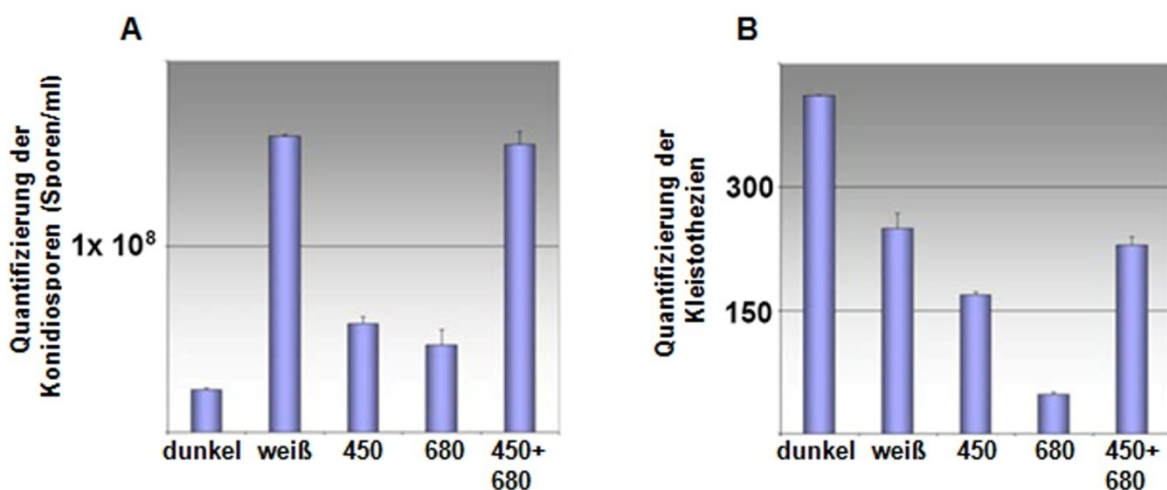 A
Quantifizierung der
Konidiosporen (Sporen/ml)
1x 10⁸
dunkel weiß 450 680 450+
680
B
Quantifizierung der
Kleistothezien
300
150
dunkel weiß 450 680 450+
680